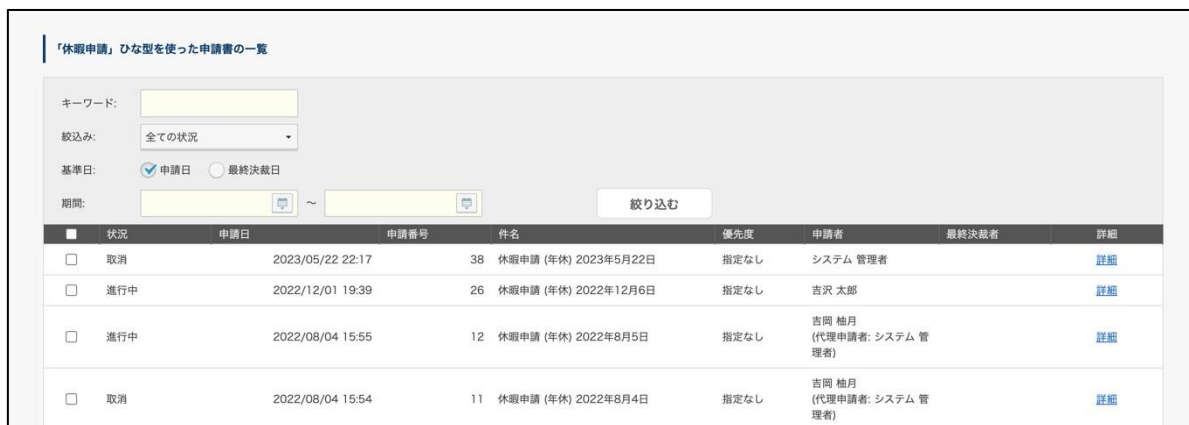 「休暇申請」ひな型を使った申請書の一覧
キーワード:
絞込み: 全ての状況
基準日: 申請日 最終決裁日
期間: ～ 絞り込む
状況 申請日 申請番号 件名 優先度 申請者 最終決裁者 詳細
取消 2023/05/22 22:17 38 休暇申請 (年休) 2023年5月22日 指定なし システム 管理者 詳細
進行中 2022/12/01 19:39 26 休暇申請 (年休) 2022年12月6日 指定なし 吉沢 太郎 詳細
進行中 2022/08/04 15:55 12 休暇申請 (年休) 2022年8月5日 指定なし 吉岡 柚月 詳細
(代理申請者: システム 管
理者)
取消 2022/08/04 15:54 11 休暇申請 (年休) 2022年8月4日 指定なし 吉岡 柚月 詳細
(代理申請者: システム 管
理者)